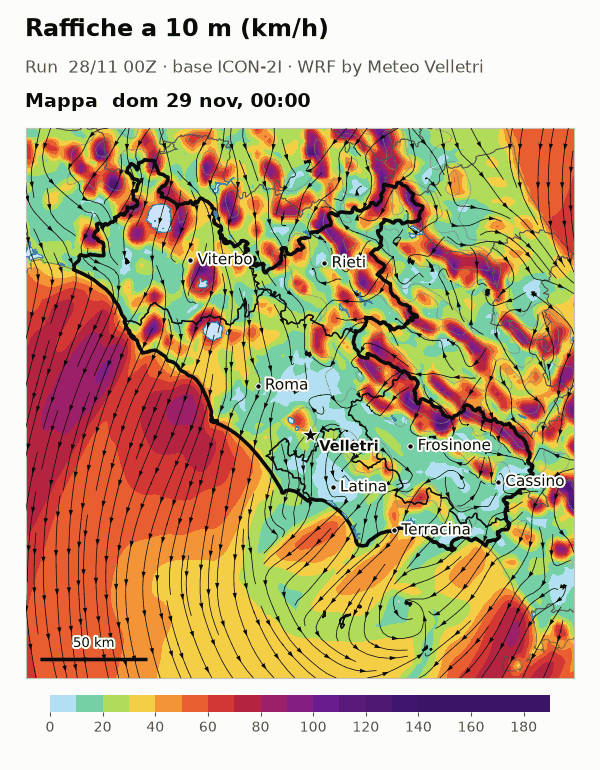 Raffiche a 10 m (km/h)
Run  28/11 00Z · base ICON-2I · WRF by Meteo Velletri
Mappa  dom 29 nov, 00:00
Viterbo
Rieti
Roma
Velletri
Frosinone
Latina
Cassino
Terracina
50 km
0 20 40 60 80 100 120 140 160 180